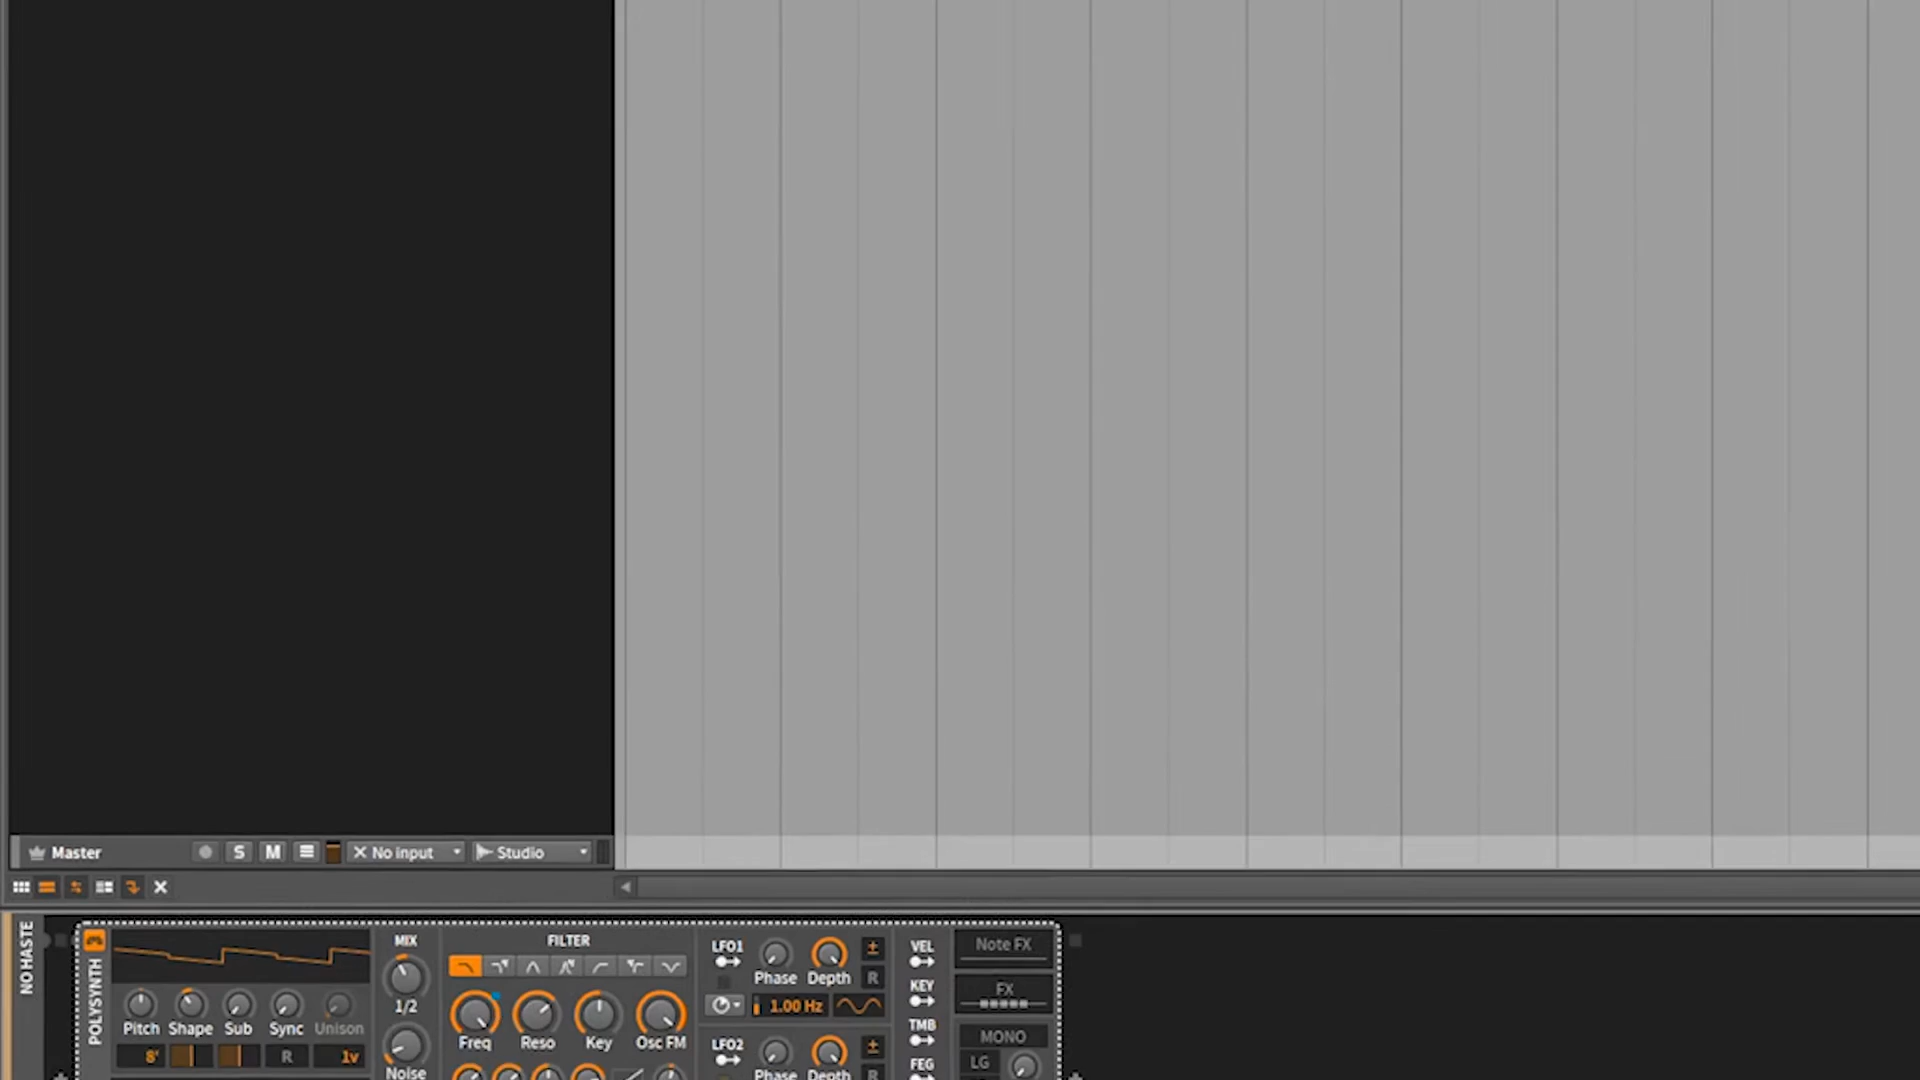 Master S M No input Studio
NO HASTE
POLYSYNTH
MIX FILTER LFO1 VEL Note FX
Phase Depth R
KEY FX
1/2 1.00 Hz
Pitch Shape Sub Sync Unison Freq Reso Key Osc FM TMB MONO
8' R 1v LFO2 FEG LG
Noise Phase Depth R